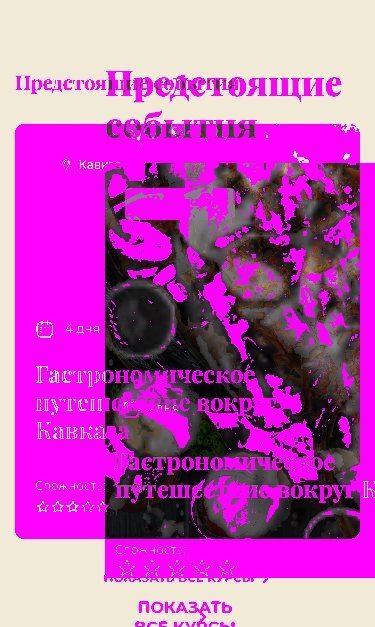 Предстоящие события
Предстоящие
события
4 дня
Гастрономическое
путешествие вокруг
Кавказа
Гастрономическое
путешествие вокруг К
Сложность:
Сложность:
ПОКАЗАТЬ ВСЕ КУРСЫ
ПОКАЗАТЬ
ВСЕ КУРСЫ